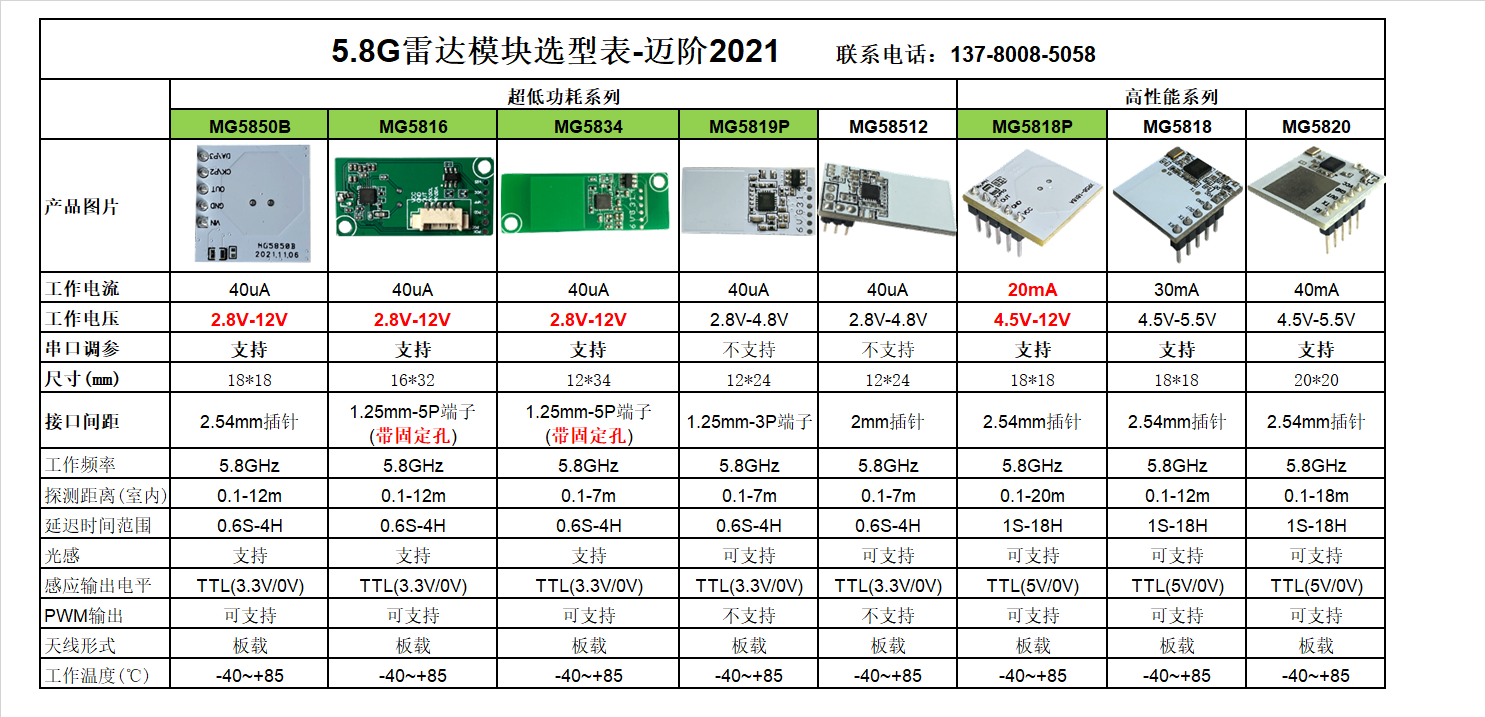 5.8G雷达模块选型表-迈阶2021 联系电话：137-8008-5058
超低功耗系列 高性能系列
MG5850B MG5816 MG5834 MG5819P MG58512 MG5818P MG5818 MG5820
产品图片
DA\P3
CK\P2
OUT
GND
VIN
MG5850B
2021.11.06
OUT
GND
VCC
工作电流 40uA 40uA 40uA 40uA 40uA 20mA 30mA 40mA
工作电压 2.8V-12V 2.8V-12V 2.8V-12V 2.8V-4.8V 2.8V-4.8V 4.5V-12V 4.5V-5.5V 4.5V-5.5V
串口调参 支持 支持 支持 不支持 不支持 支持 支持 支持
尺寸(mm) 18*18 16*32 12*34 12*24 12*24 18*18 18*18 20*20
接口间距 2.54mm插针 1.25mm-5P端子(带固定孔) 1.25mm-5P端子(带固定孔) 1.25mm-3P端子 2mm插针 2.54mm插针 2.54mm插针 2.54mm插针
工作频率 5.8GHz 5.8GHz 5.8GHz 5.8GHz 5.8GHz 5.8GHz 5.8GHz 5.8GHz
探测距离(室内) 0.1-12m 0.1-12m 0.1-7m 0.1-7m 0.1-7m 0.1-20m 0.1-12m 0.1-18m
延迟时间范围 0.6S-4H 0.6S-4H 0.6S-4H 0.6S-4H 0.6S-4H 1S-18H 1S-18H 1S-18H
光感 支持 支持 支持 可支持 可支持 可支持 可支持 可支持
感应输出电平 TTL(3.3V/0V) TTL(3.3V/0V) TTL(3.3V/0V) TTL(3.3V/0V) TTL(3.3V/0V) TTL(5V/0V) TTL(5V/0V) TTL(5V/0V)
PWM输出 可支持 可支持 可支持 不支持 不支持 可支持 可支持 可支持
天线形式 板载 板载 板载 板载 板载 板载 板载 板载
工作温度(℃) -40~+85 -40~+85 -40~+85 -40~+85 -40~+85 -40~+85 -40~+85 -40~+85